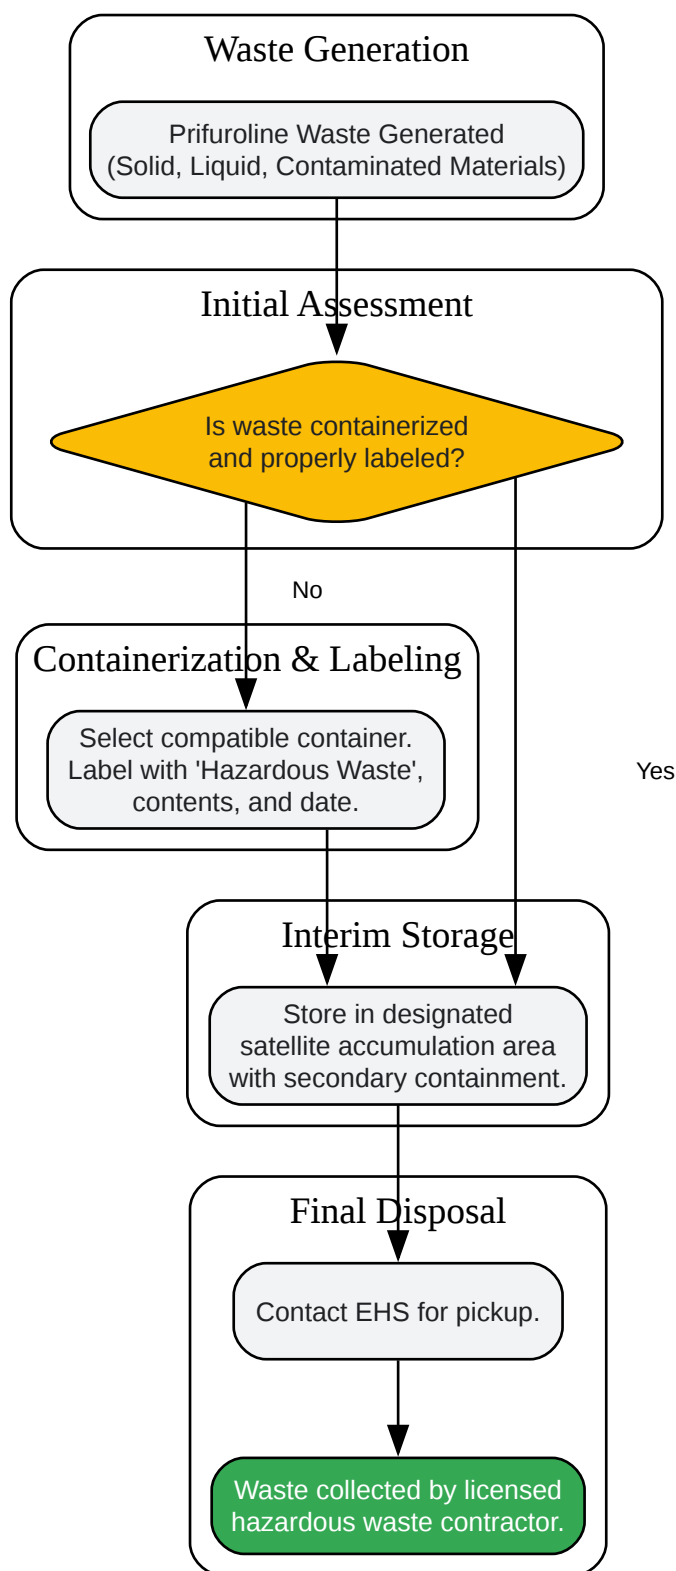 Waste Generation
Prifuroline Waste Generated
(Solid, Liquid, Contaminated Materials)
Initial Assessment
Is waste containerized
and properly labeled?
No
Containerization & Labeling
Select compatible container.
Label with 'Hazardous Waste',
contents, and date.
Yes
Interim Storage
Store in designated
satellite accumulation area
with secondary containment.
Final Disposal
Contact EHS for pickup.
Waste collected by licensed
hazardous waste contractor.